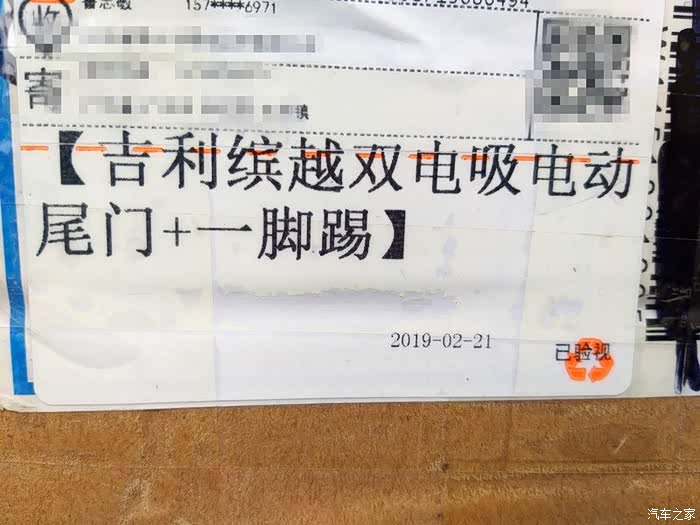 收
157****6971
寄
镇
【吉利缤越双电吸电动
尾门+一脚踢】
2019-02-21
已验视
汽车之家